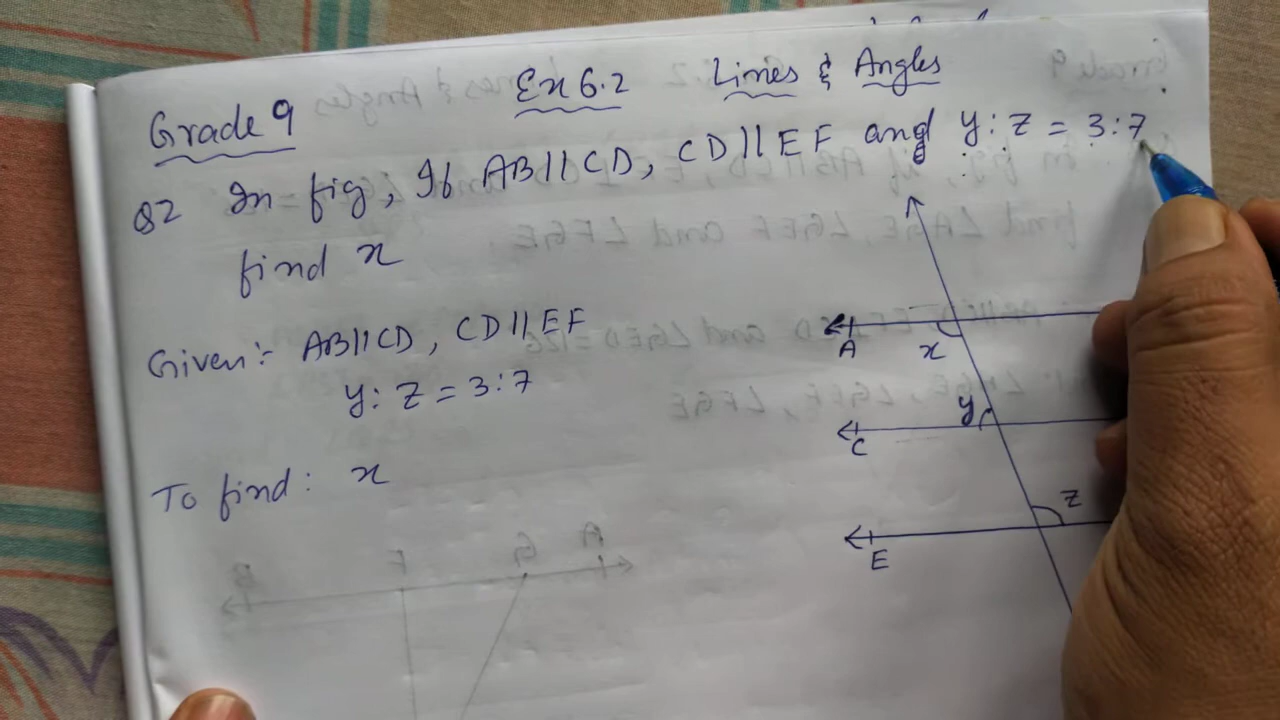 Ex 6.2 Lines & Angles
Grade 9
Q2 In fig, If AB||CD, CD||EF and y:z = 3:7
find x
Given:- AB||CD, CD||EF
y:z = 3:7
To find: x
A
x
y
C
z
E